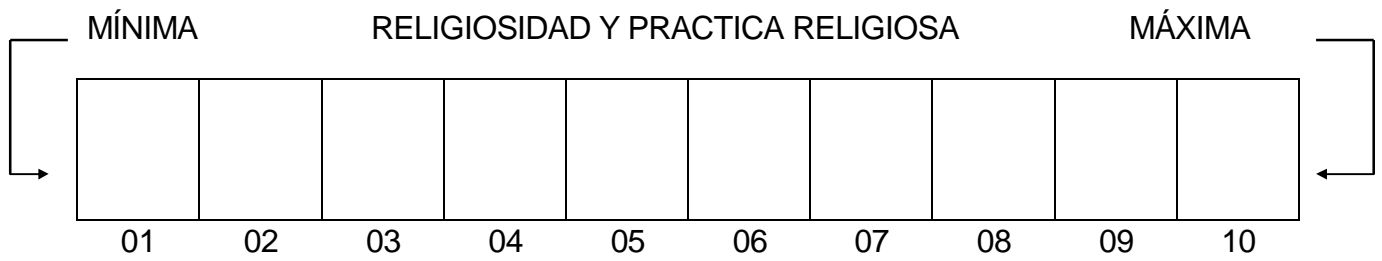 MÍNIMA RELIGIOSIDAD Y PRACTICA RELIGIOSA MÁXIMA
01 02 03 04 05 06 07 08 09 10